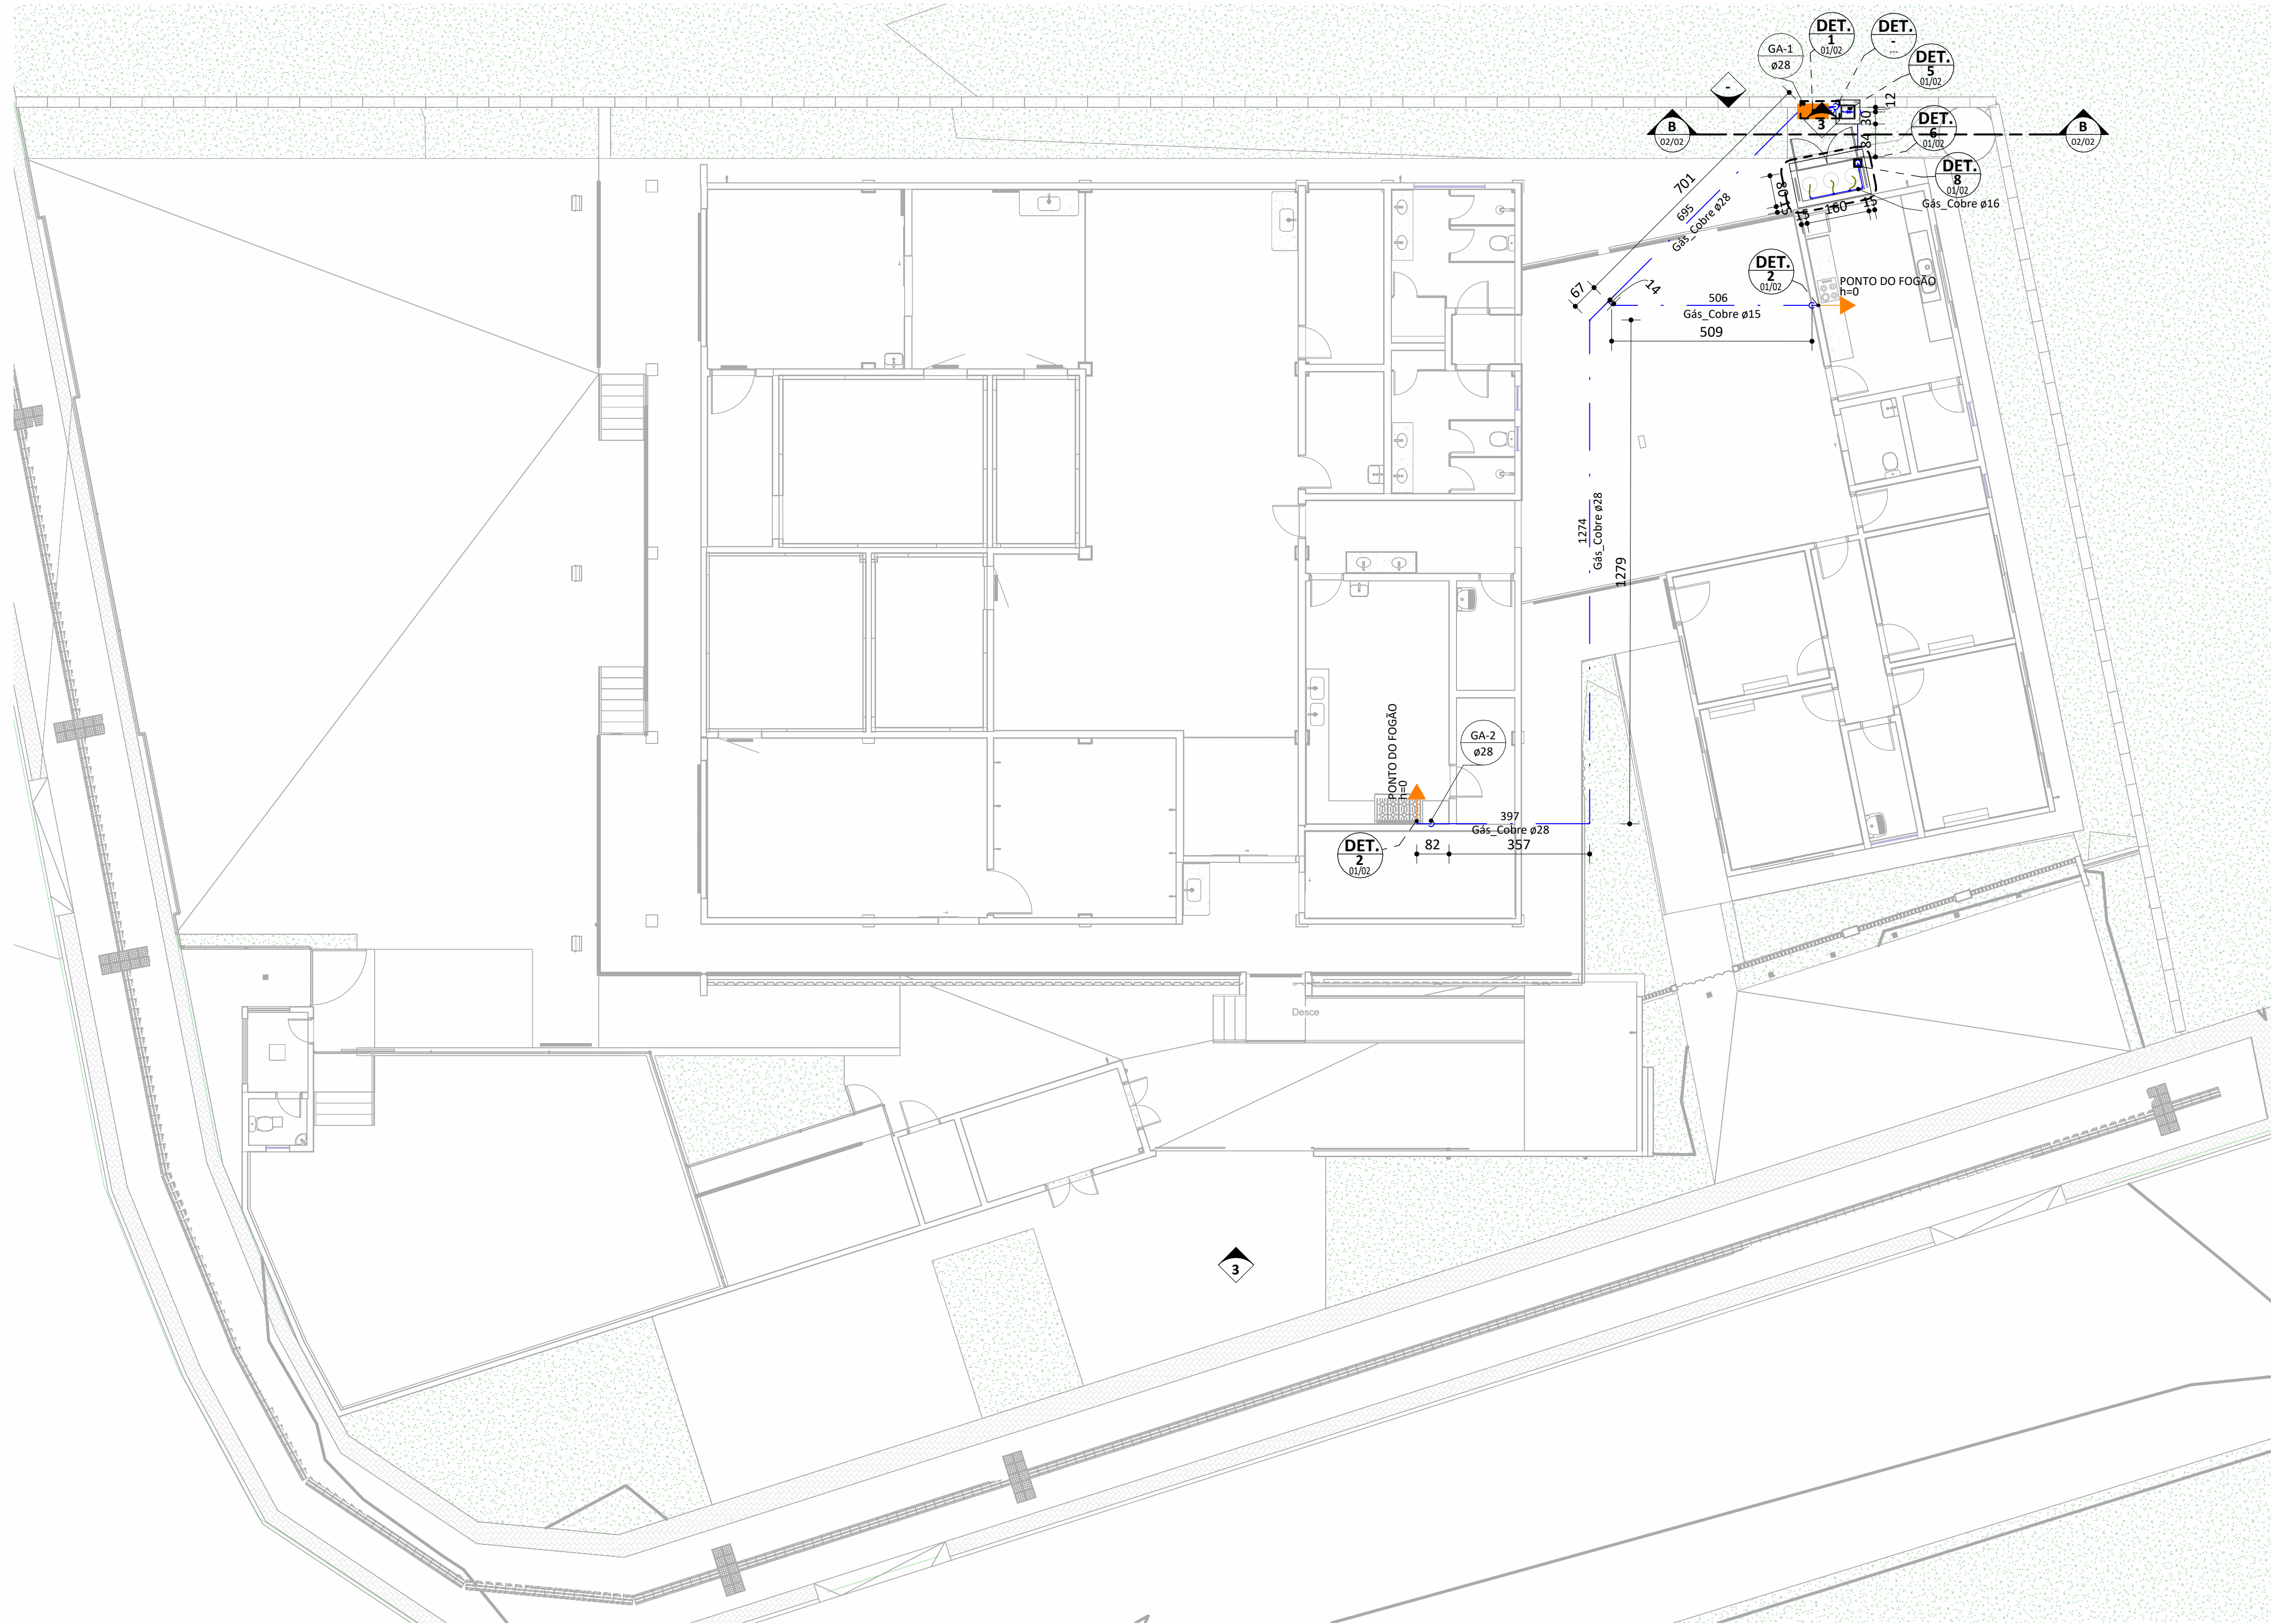 DET.
1
01/02
DET.
-
---
GA-1
ø28
DET.
5
01/02
-
12
30
84
3
B
02/02
DET.
6
01/02
B
02/02
DET.
8
01/02
Gás_Cobre ø16
80
15
15
160
15
701
695
Gás_Cobre ø28
67
14
DET.
2
01/02
PONTO DO FOGÃO
h=0
506
Gás_Cobre ø15
509
1274
Gás_Cobre ø28
1279
PONTO DO FOGÃO
h=0
GA-2
ø28
397
Gás_Cobre ø28
DET.
2
01/02
82
357
Desce
3